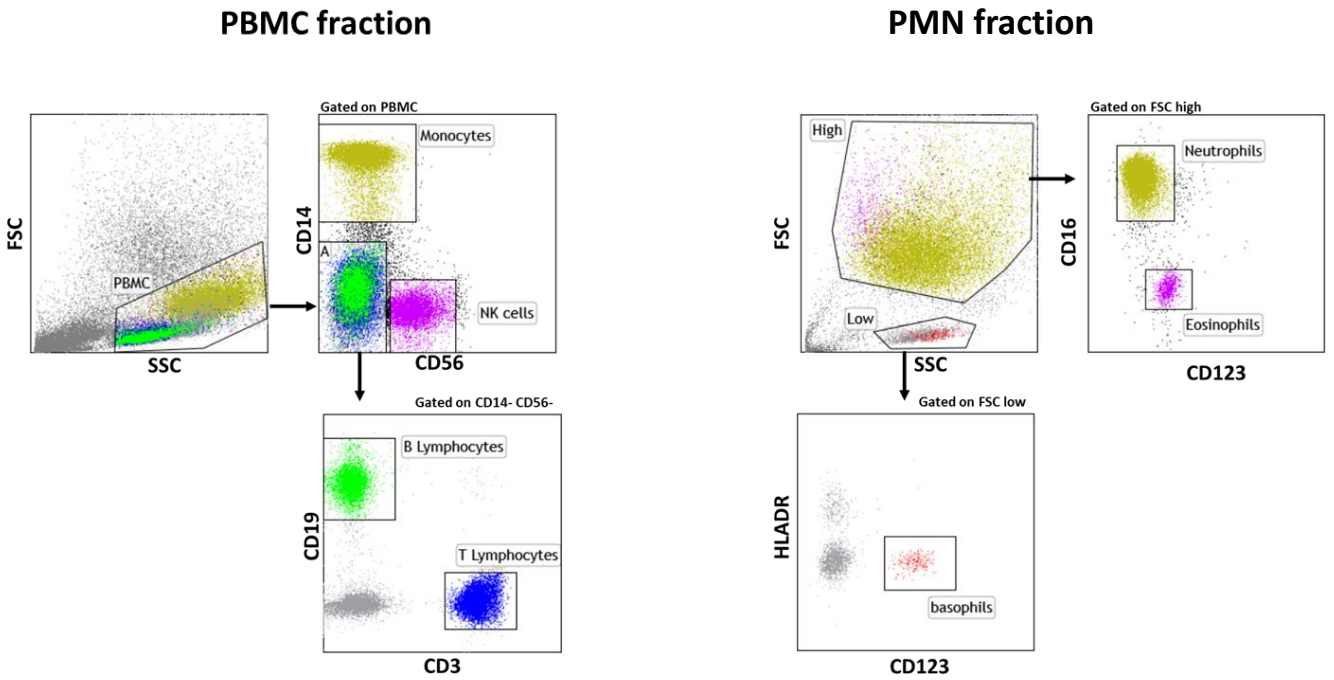 PBMC fraction
FSC
PBMC
SSC
Gated on PBMC
Monocytes
CD14
A
NK cells
CD56
Gated on CD14- CD56-
B Lymphocytes
CD19
T Lymphocytes
CD3
PMN fraction
High
FSC
Low
SSC
Gated on FSC high
Neutrophils
CD16
Eosinophils
CD123
Gated on FSC low
HLADR
basophils
CD123